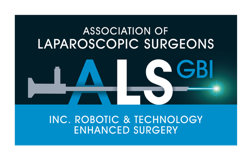 ASSOCIATION OF
LAPAROSCOPIC SURGEONS
ALS GBI
INC. ROBOTIC & TECHNOLOGY
ENHANCED SURGERY